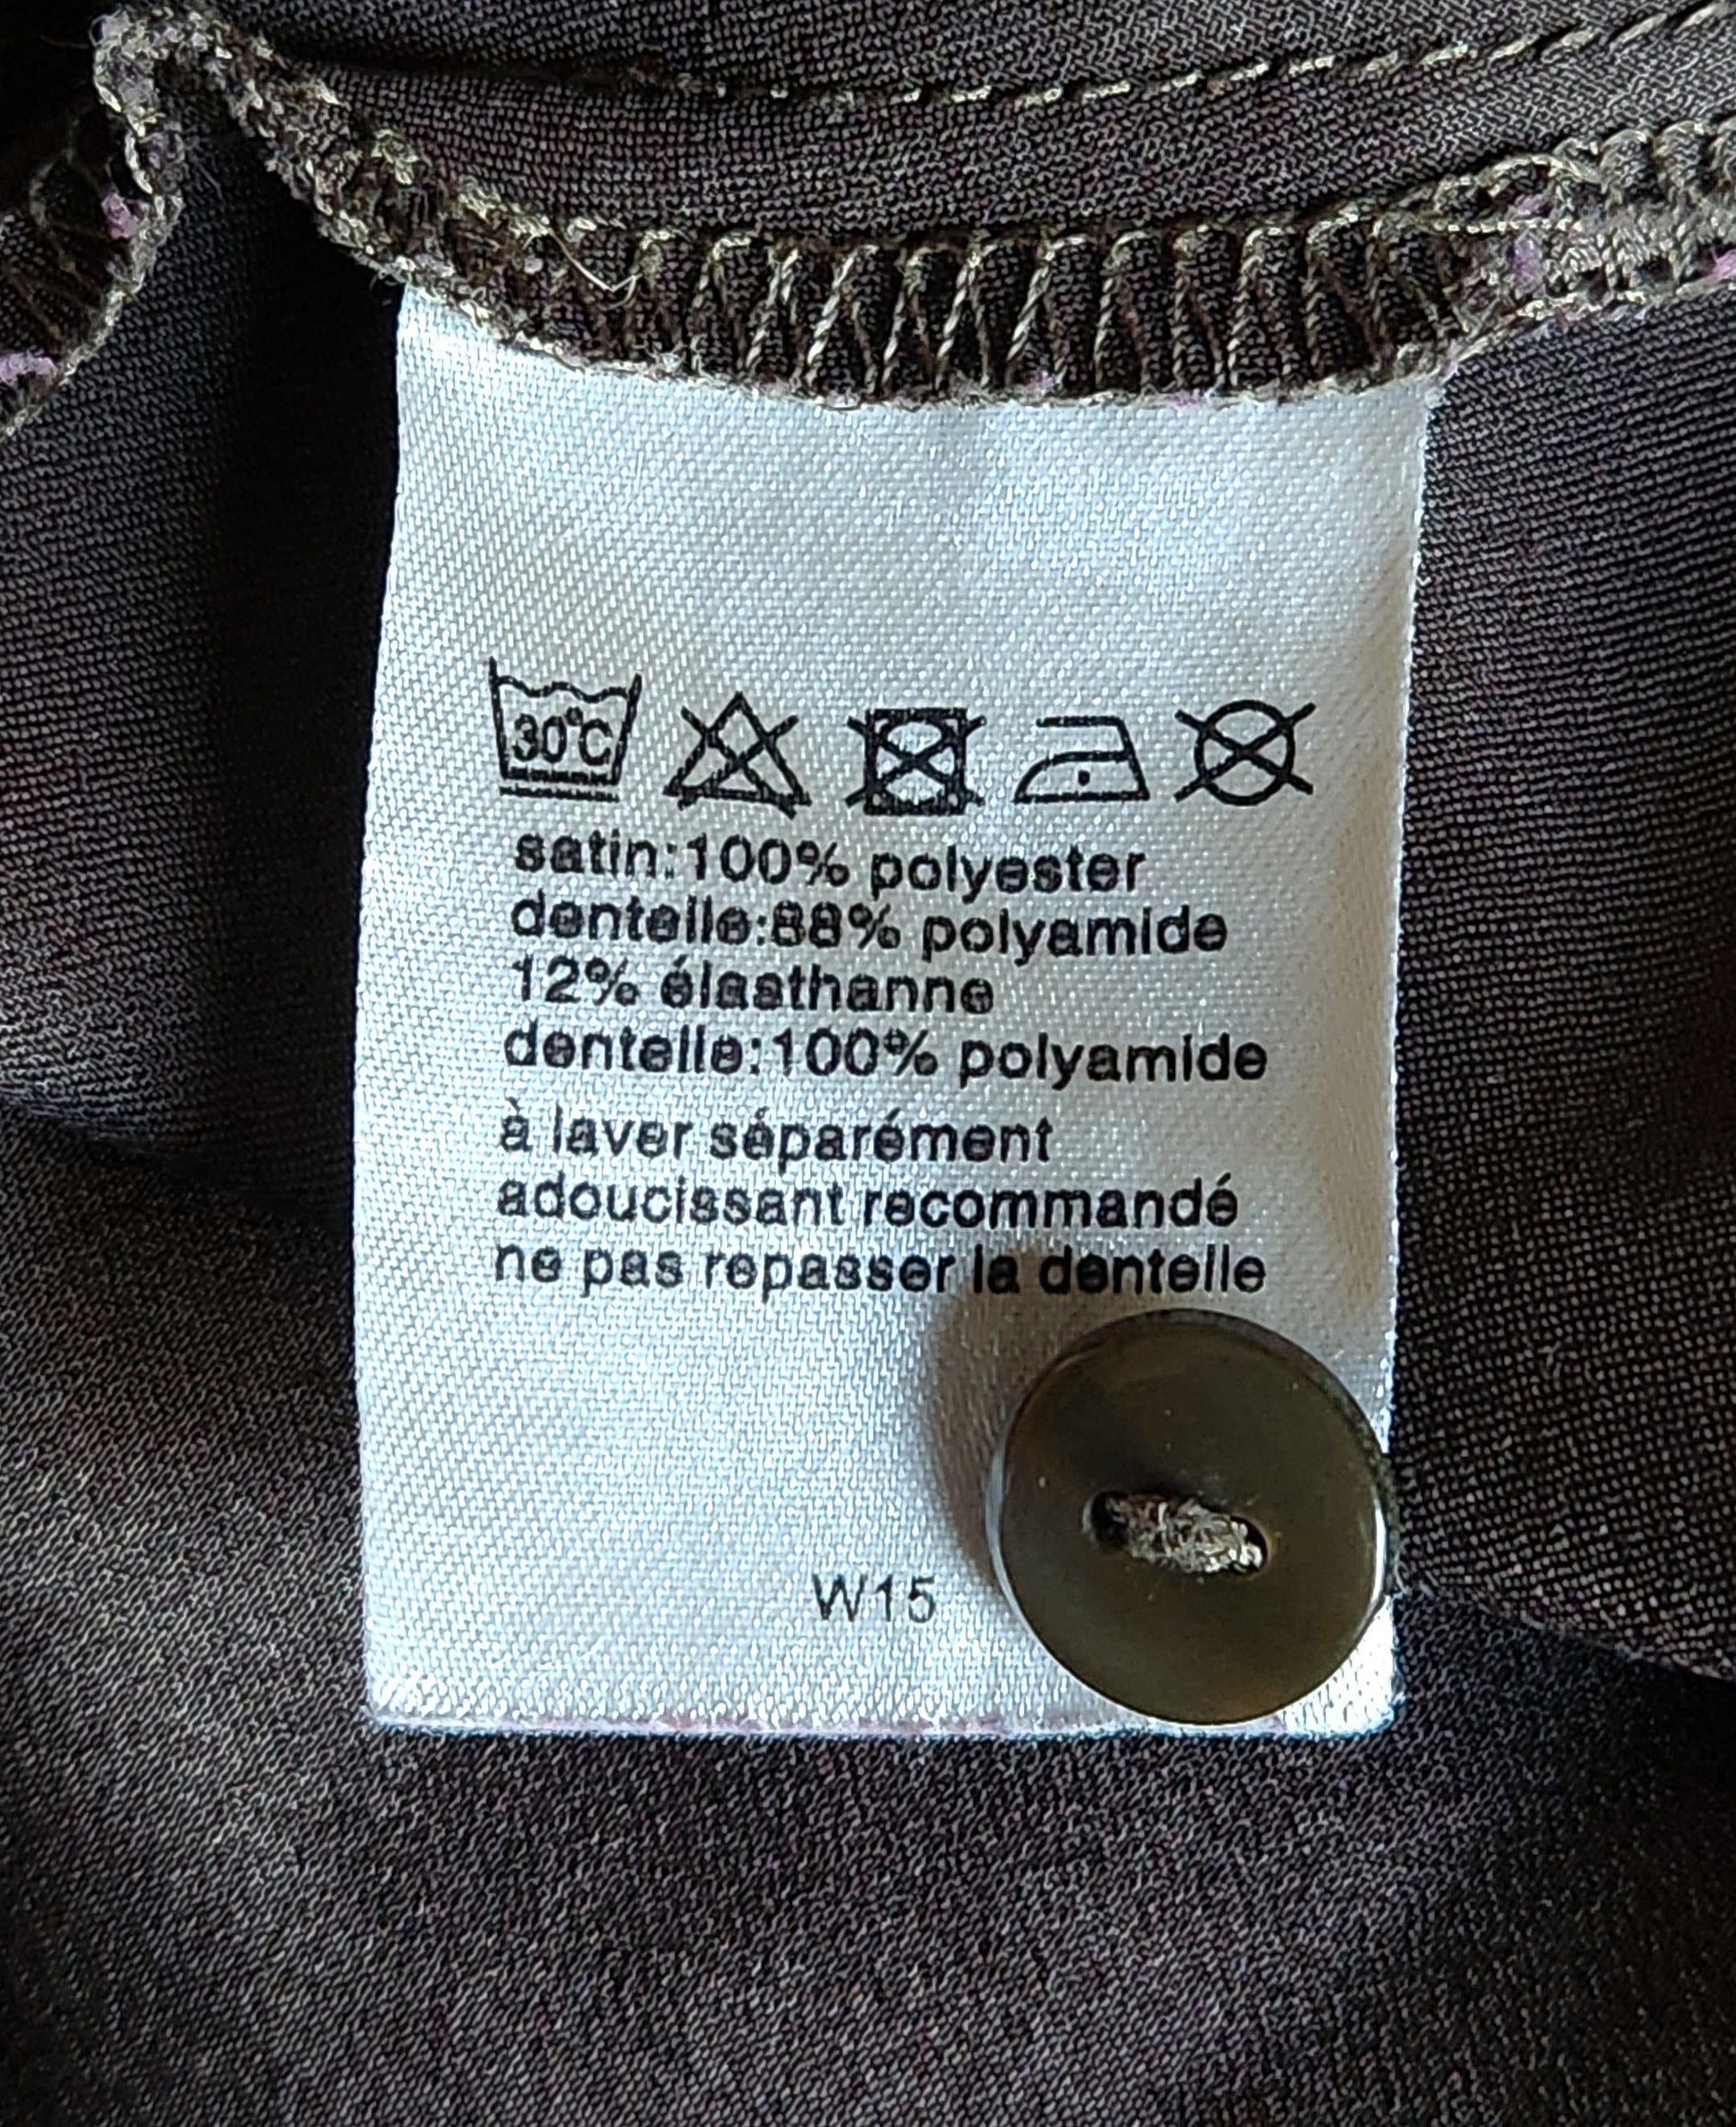 30°C
satin:100% polyester
dentelle:88% polyamide
12% élasthanne
dentelle:100% polyamide
à laver séparément
adoucissant recommandé
ne pas repasser la dentelle
W15